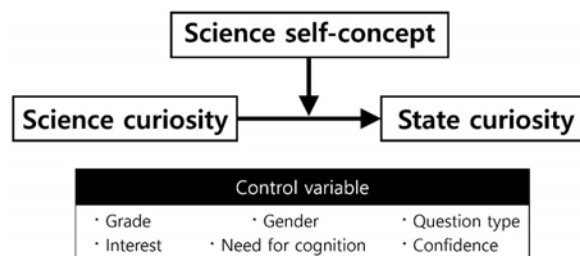 Science self-concept
Science curiosity
State curiosity
Control variable
· Grade · Gender · Question type
· Interest · Need for cognition · Confidence